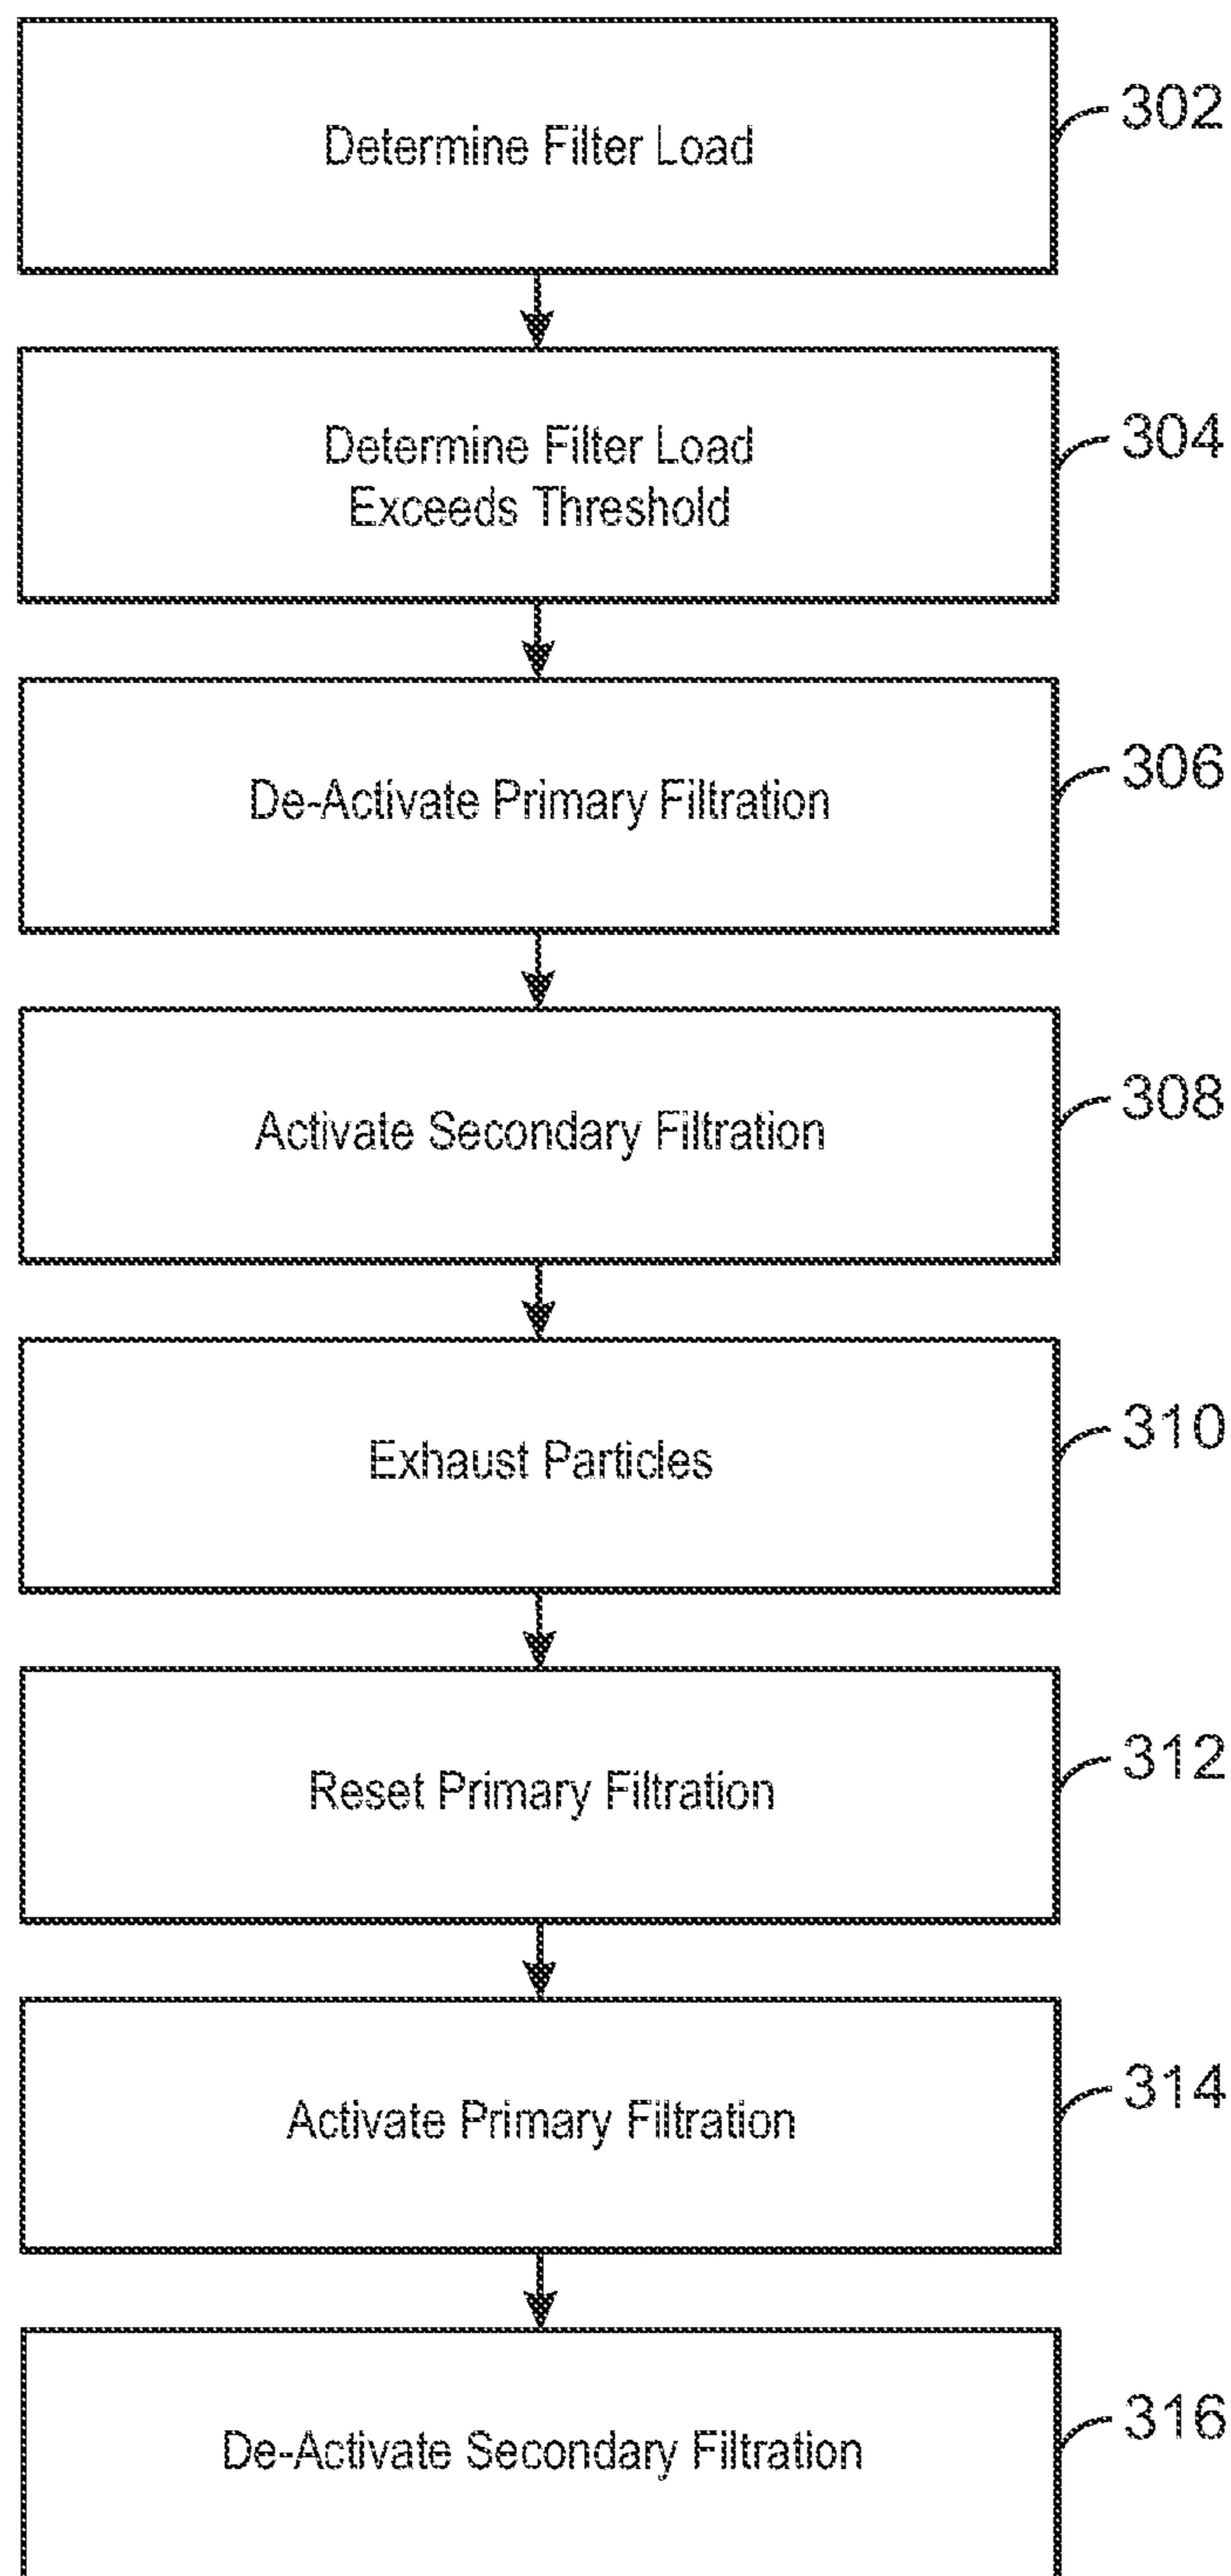 Determine Filter Load
302
Determine Filter Load
Exceeds Threshold
304
De-Activate Primary Filtration
306
Activate Secondary Filtration
308
Exhaust Particles
310
Reset Primary Filtration
312
Activate Primary Filtration
314
De-Activate Secondary Filtration
316